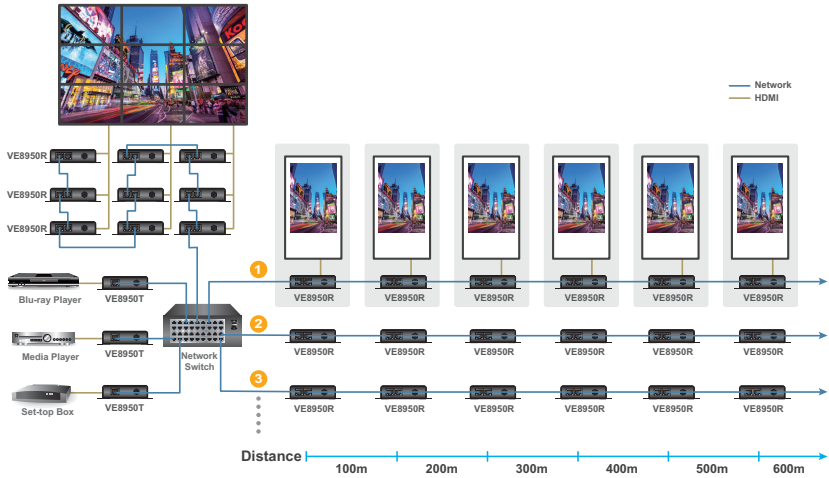 Network
HDMI
VE8950R
VE8950R
VE8950R
Blu-ray Player
VE8950T
Media Player
VE8950T
Set-top Box
VE8950T
Network
Switch
1
VE8950R VE8950R VE8950R VE8950R VE8950R VE8950R
2
VE8950R VE8950R VE8950R VE8950R VE8950R VE8950R
3
VE8950R VE8950R VE8950R VE8950R VE8950R VE8950R
Distance
100m 200m 300m 400m 500m 600m